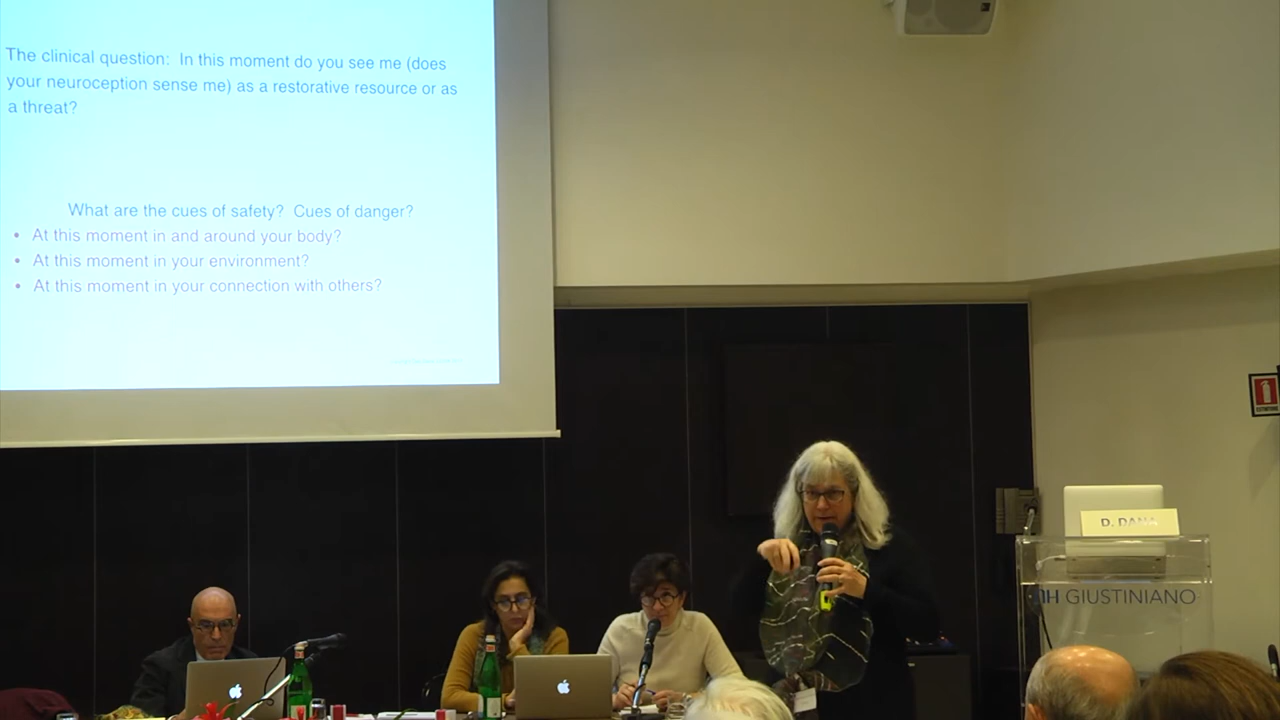 The clinical question: In this moment do you see me (does
your neuroception sense me) as a restorative resource or as
a threat?
What are the cues of safety? Cues of danger?
• At this moment in and around your body?
• At this moment in your environment?
• At this moment in your connection with others?
D. DANA
NH GIUSTINIANO